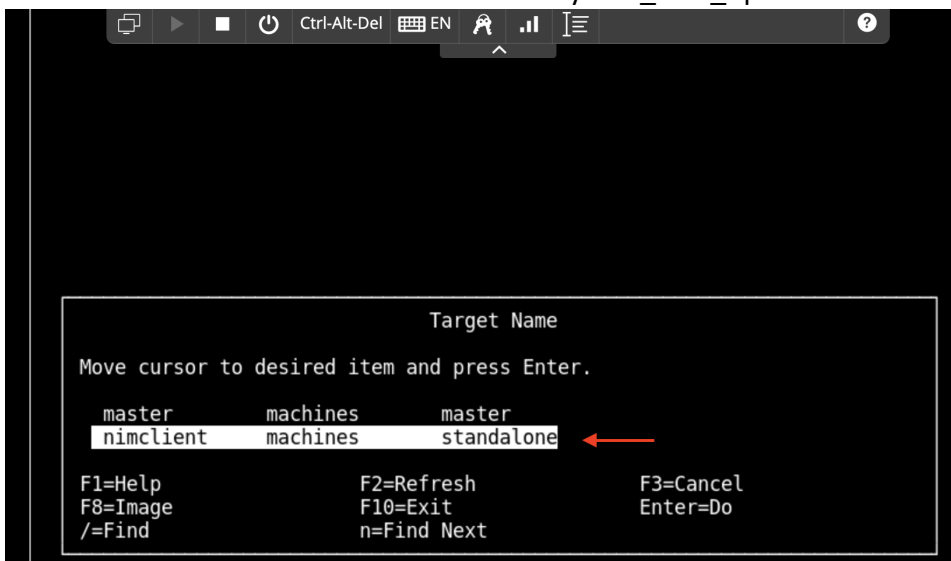 Ctrl-Alt-Del EN ?
Target Name
Move cursor to desired item and press Enter.
master machines master
nimclient machines standalone
F1=Help F2=Refresh F3=Cancel
F8=Image F10=Exit Enter=Do
/=Find n=Find Next